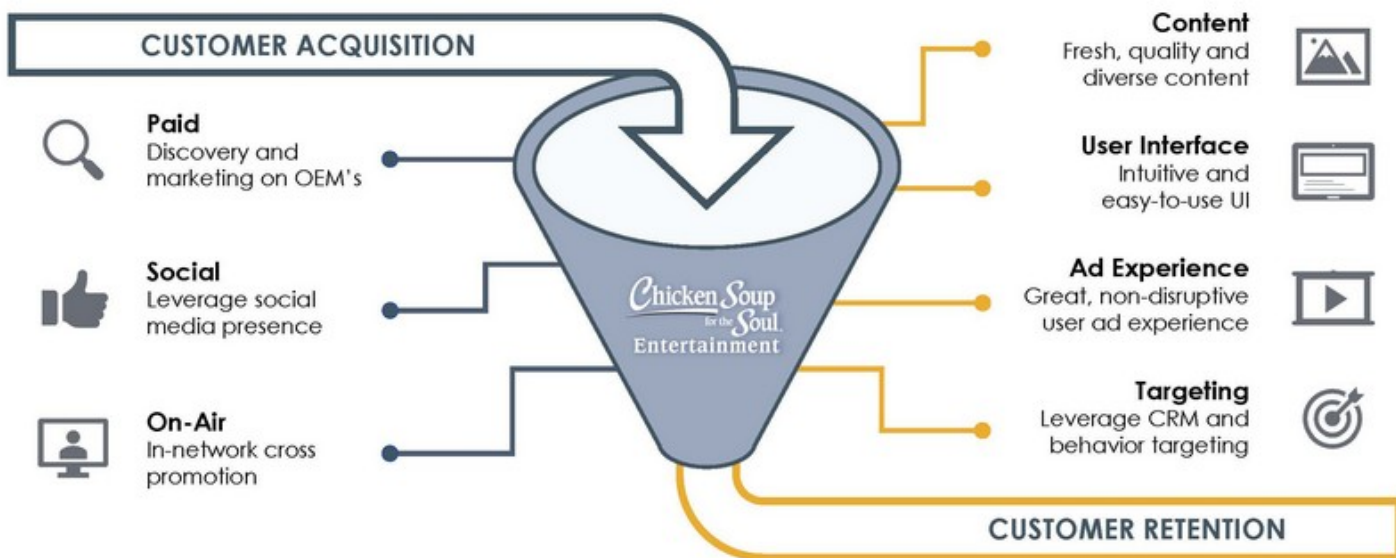 CUSTOMER ACQUISITION
Paid
Discovery and
marketing on OEM's
Social
Leverage social
media presence
On-Air
In-network cross
promotion
Chicken Soup
for the
Soul
Entertainment
Content
Fresh, quality and
diverse content
User Interface
Intuitive and
easy-to-use UI
Ad Experience
Great, non-disruptive
user ad experience
Targeting
Leverage CRM and
behavior targeting
CUSTOMER RETENTION